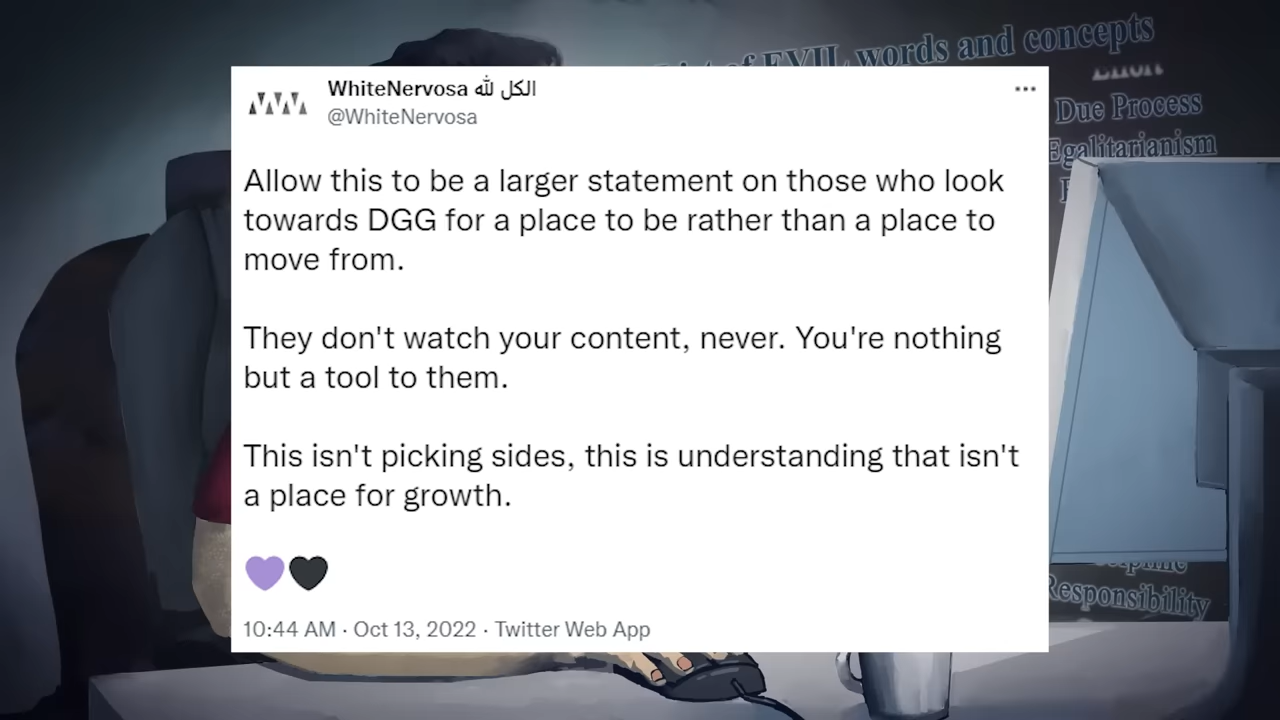 of EVIL words and concepts
Due Process
Egalitarianism
WhiteNervosa الكل لله
@WhiteNervosa
Allow this to be a larger statement on those who look
towards DGG for a place to be rather than a place to
move from.
They don't watch your content, never. You're nothing
but a tool to them.
This isn't picking sides, this is understanding that isn't
a place for growth.
💜🖤
10:44 AM · Oct 13, 2022 · Twitter Web App
Responsibility